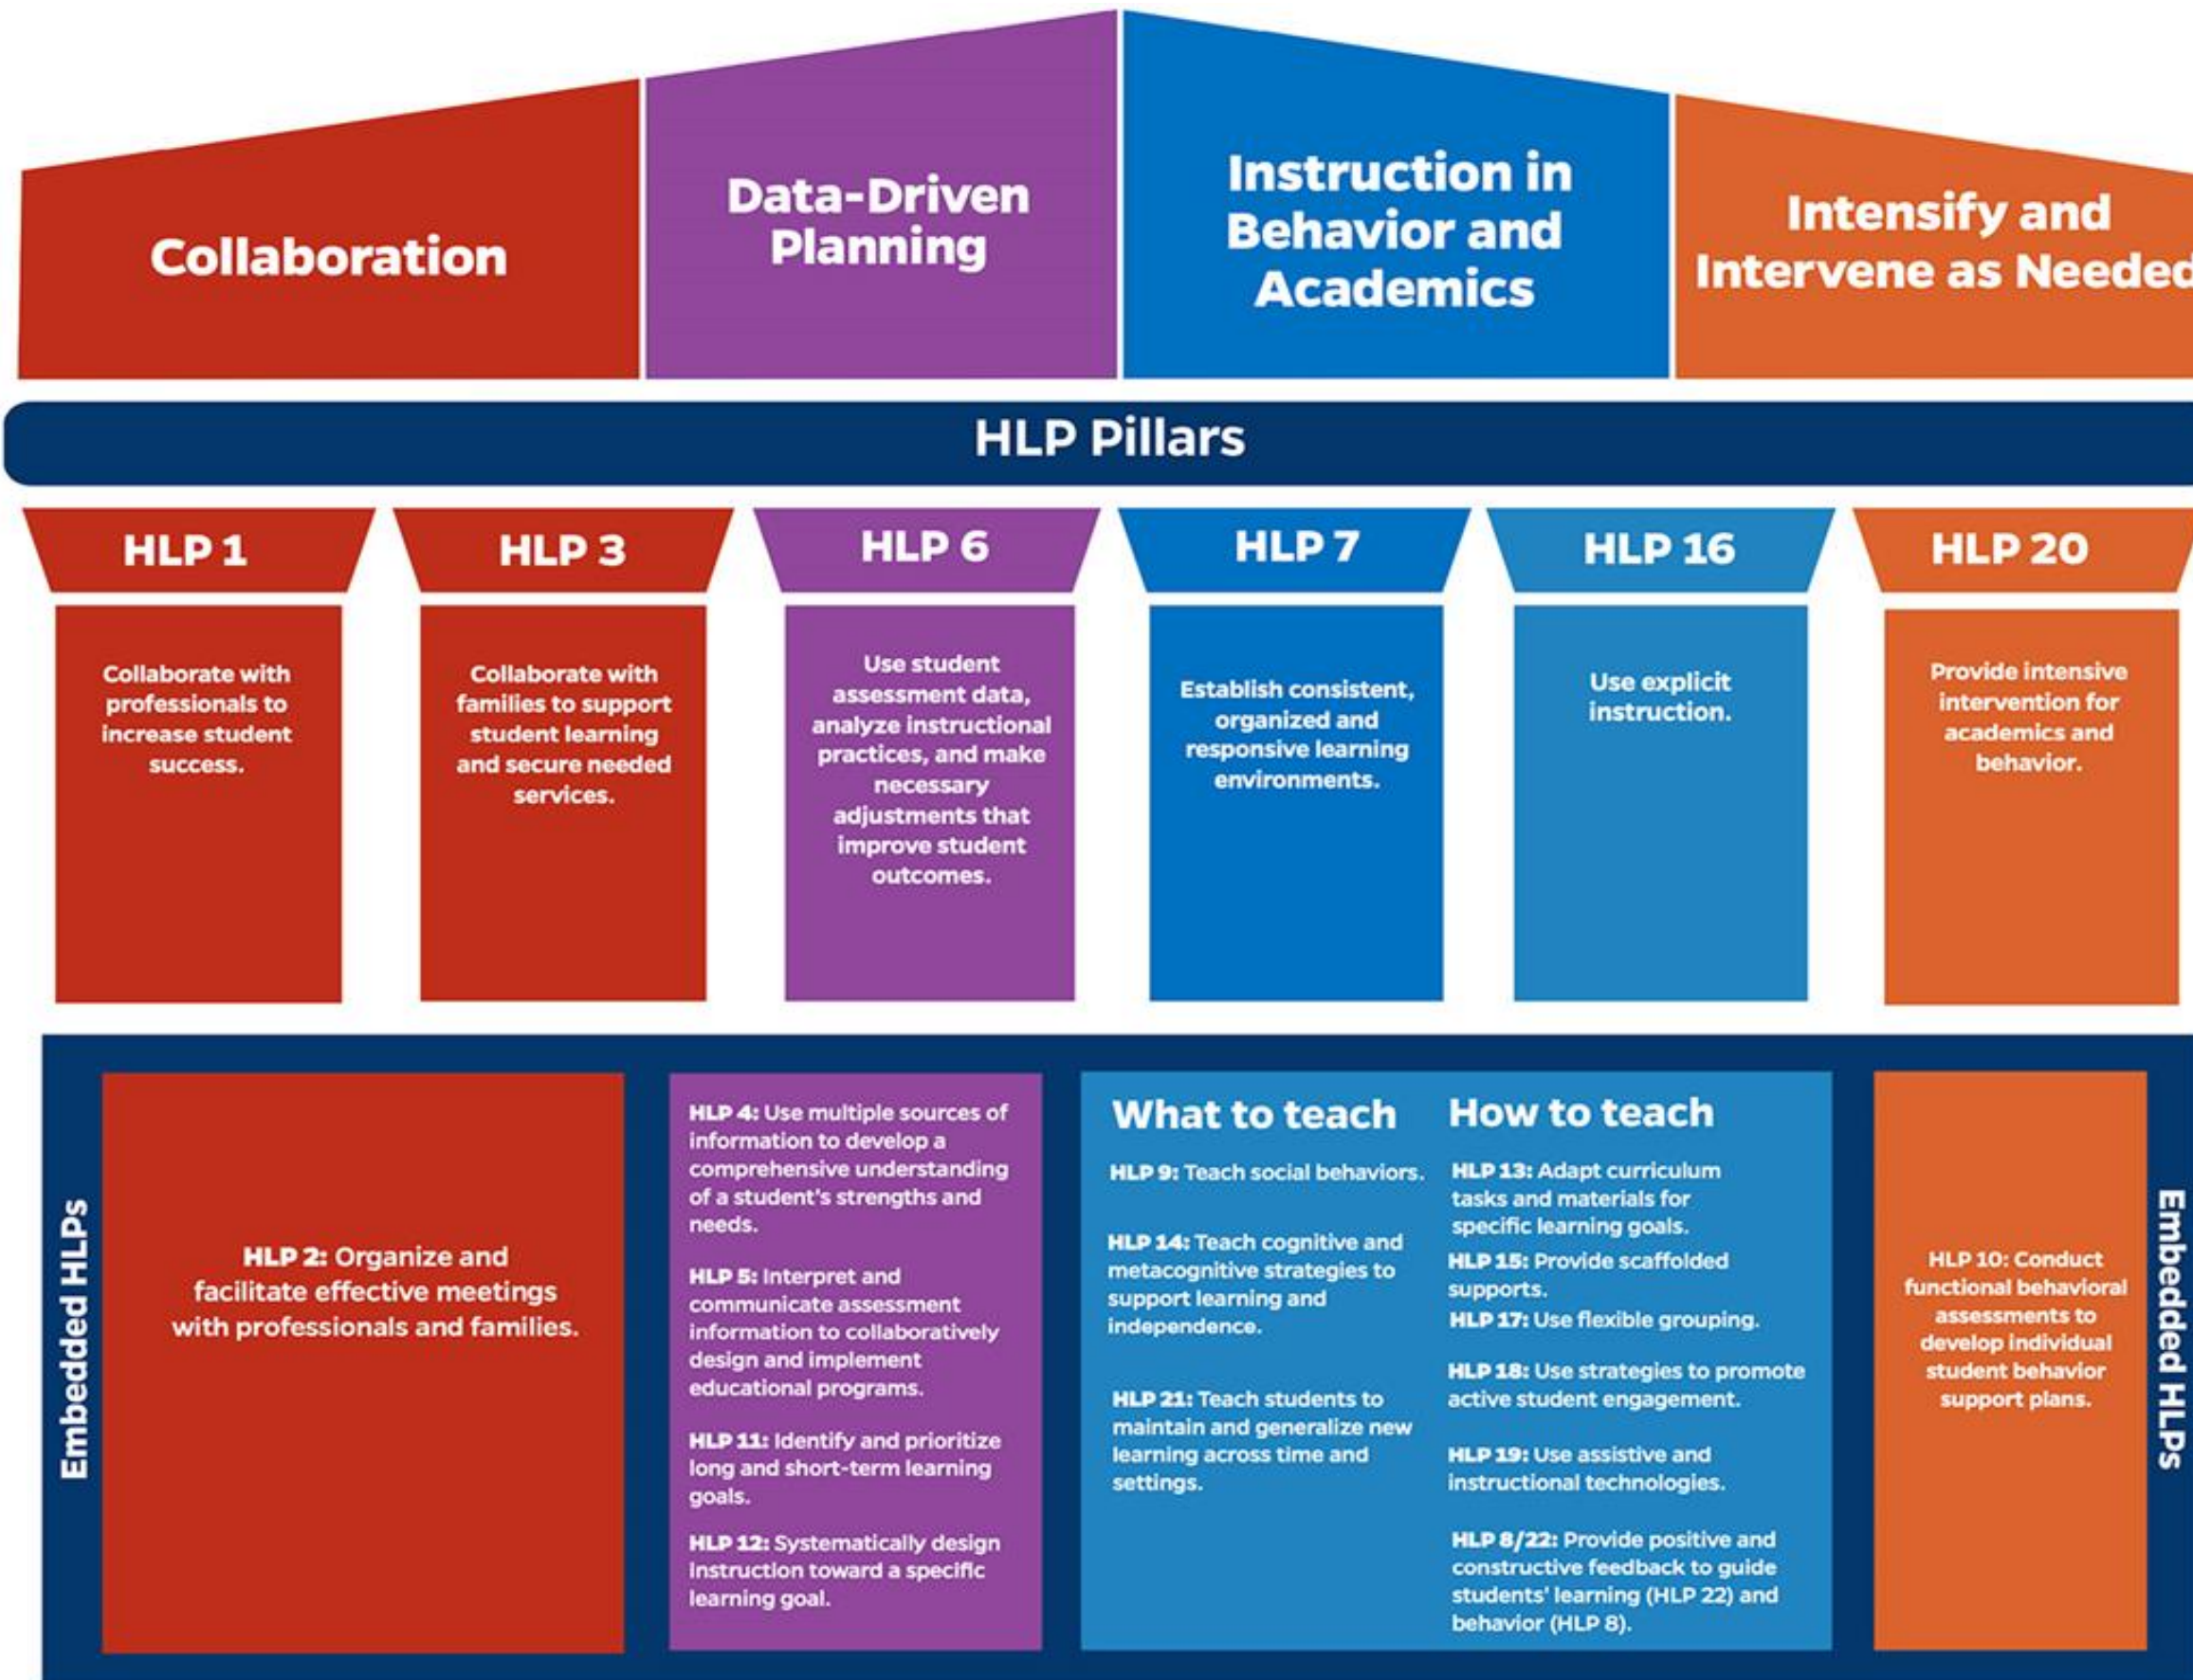 Collaboration
Data-Driven
Planning
Instruction in
Behavior and
Academics
Intensify and
Intervene as Needed
HLP Pillars
HLP 1
Collaborate with
professionals to
increase student
success.
HLP 3
Collaborate with
families to support
student learning
and secure needed
services.
HLP 6
Use student
assessment data,
analyze instructional
practices, and make
necessary
adjustments that
improve student
outcomes.
HLP 7
Establish consistent,
organized and
responsive learning
environments.
HLP 16
Use explicit
instruction.
HLP 20
Provide intensive
intervention for
academics and
behavior.
Embedded HLPs
HLP 2: Organize and
facilitate effective meetings
with professionals and families.
HLP 4: Use multiple sources of
information to develop a
comprehensive understanding
of a student's strengths and
needs.
HLP 5: Interpret and
communicate assessment
information to collaboratively
design and implement
educational programs.
HLP 11: Identify and prioritize
long and short-term learning
goals.
HLP 12: Systematically design
instruction toward a specific
learning goal.
What to teach
HLP 9: Teach social behaviors.
HLP 14: Teach cognitive and
metacognitive strategies to
support learning and
independence.
HLP 21: Teach students to
maintain and generalize new
learning across time and
settings.
How to teach
HLP 13: Adapt curriculum
tasks and materials for
specific learning goals.
HLP 15: Provide scaffolded
supports.
HLP 17: Use flexible grouping.
HLP 18: Use strategies to promote
active student engagement.
HLP 19: Use assistive and
instructional technologies.
HLP 8/22: Provide positive and
constructive feedback to guide
students' learning (HLP 22) and
behavior (HLP 8).
HLP 10: Conduct
functional behavioral
assessments to
develop individual
student behavior
support plans.
Embedded HLPs